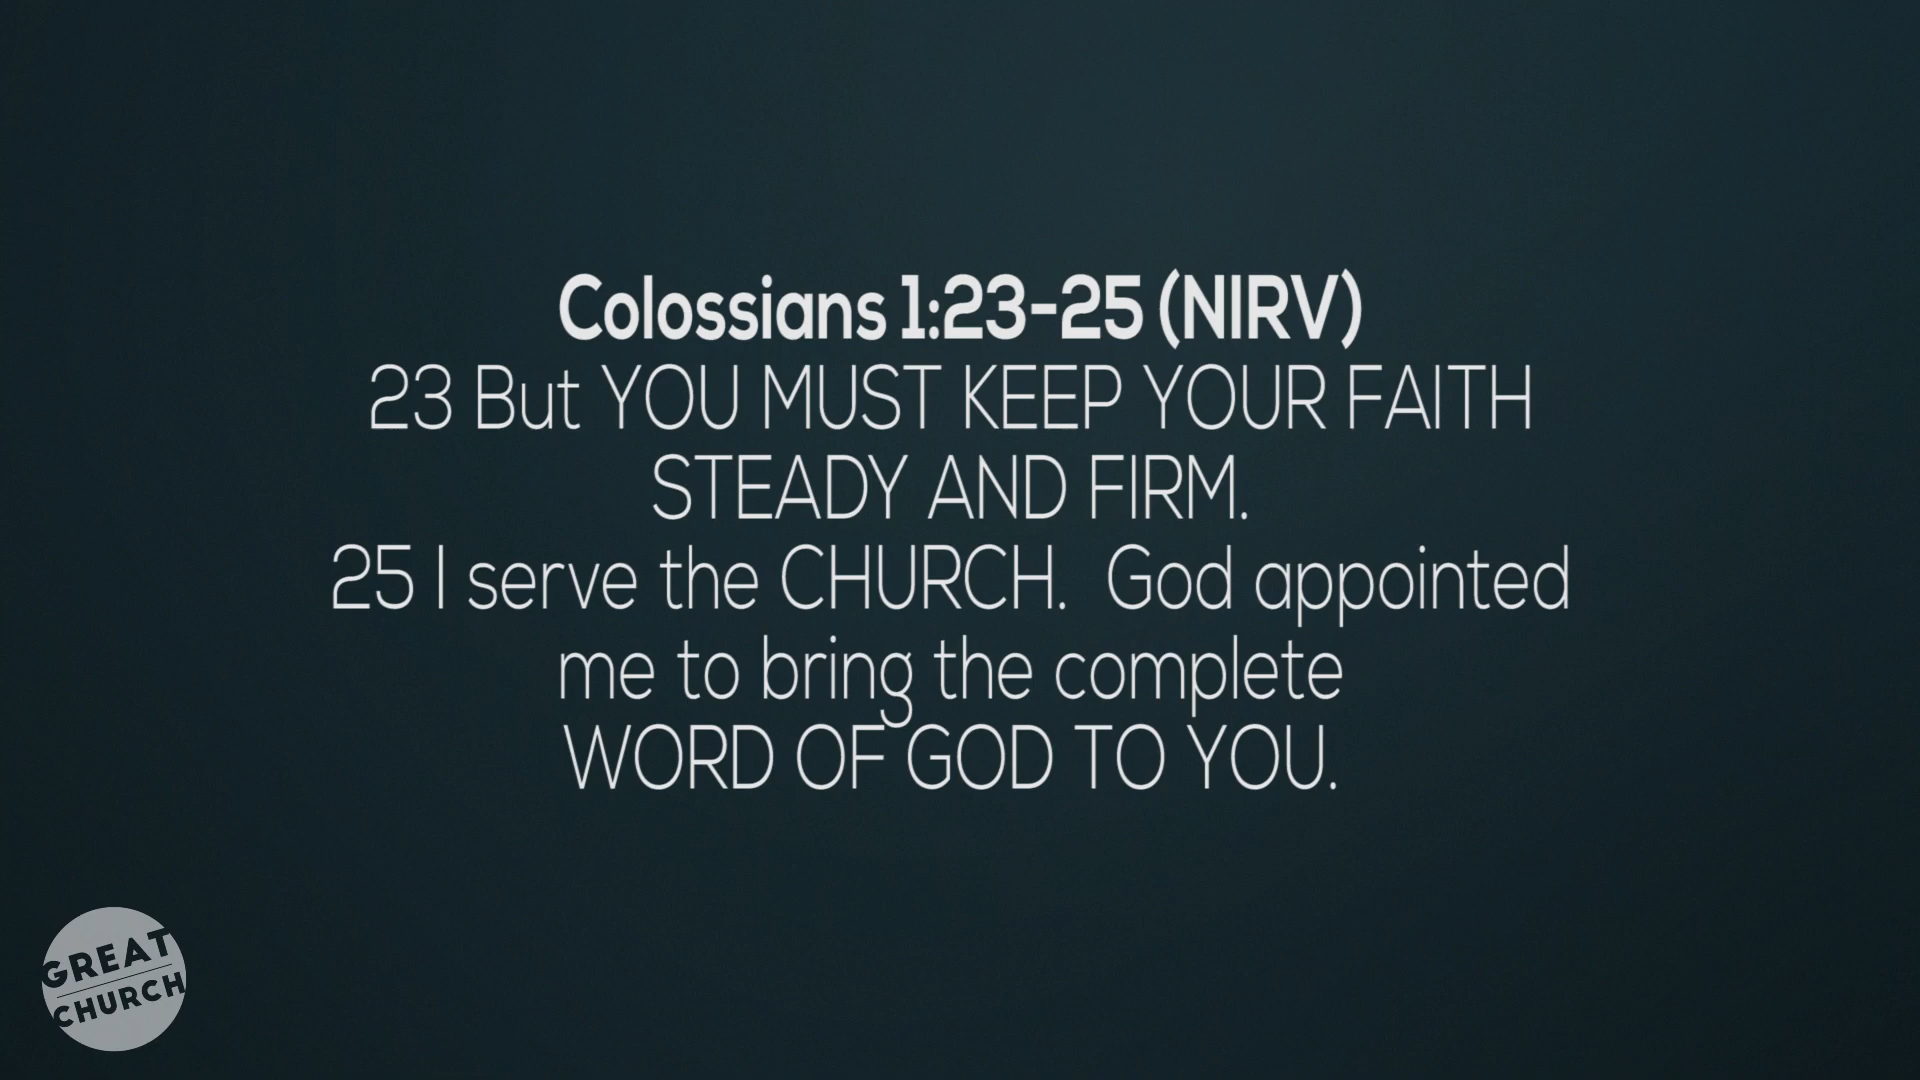 Colossians 1:23-25 (NIRV)
23 But YOU MUST KEEP YOUR FAITH
STEADY AND FIRM.
25 I serve the CHURCH.  God appointed
me to bring the complete
WORD OF GOD TO YOU.
GREAT
CHURCH